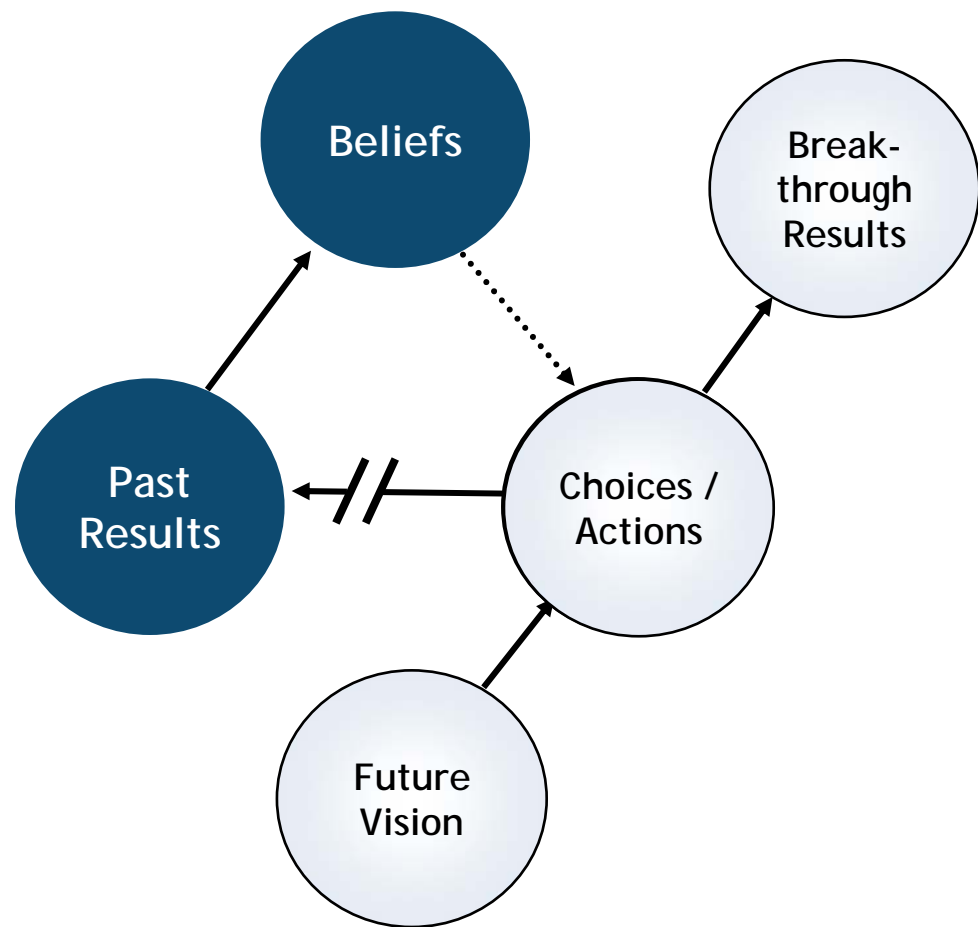 Beliefs
Break-
through
Results
Past
Results
Choices /
Actions
Future
Vision